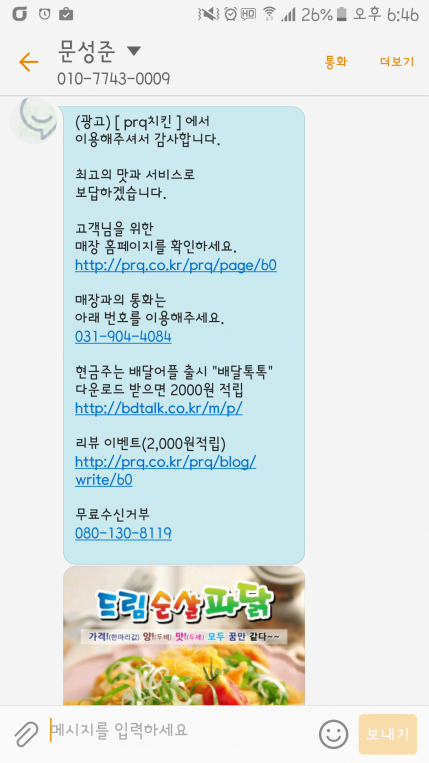 26% 오후 6:46
문성준
010-7743-0009
통화
더보기
(광고) [ prq치킨 ] 에서
이용해주셔서 감사합니다.
최고의 맛과 서비스로
보답하겠습니다.
고객님을 위한
매장 홈페이지를 확인하세요.
http://prq.co.kr/prq/page/60
매장과의 통화는
아래 번호를 이용해주세요.
031-904-4084
현금주는 배달어플 출시 "배달톡톡"
다운로드 받으면 2000원 적립
http://bdtalk.co.kr/m/p/
리뷰 이벤트(2,000원적립)
http://prq.co.kr/prq/blog/
write/60
무료수신거부
080-130-8119
드림순살파닭
가격!(한마리값) 양!(두배) 맛!(두배) 모두 꿈만 같다~~
메시지를 입력하세요
보내기